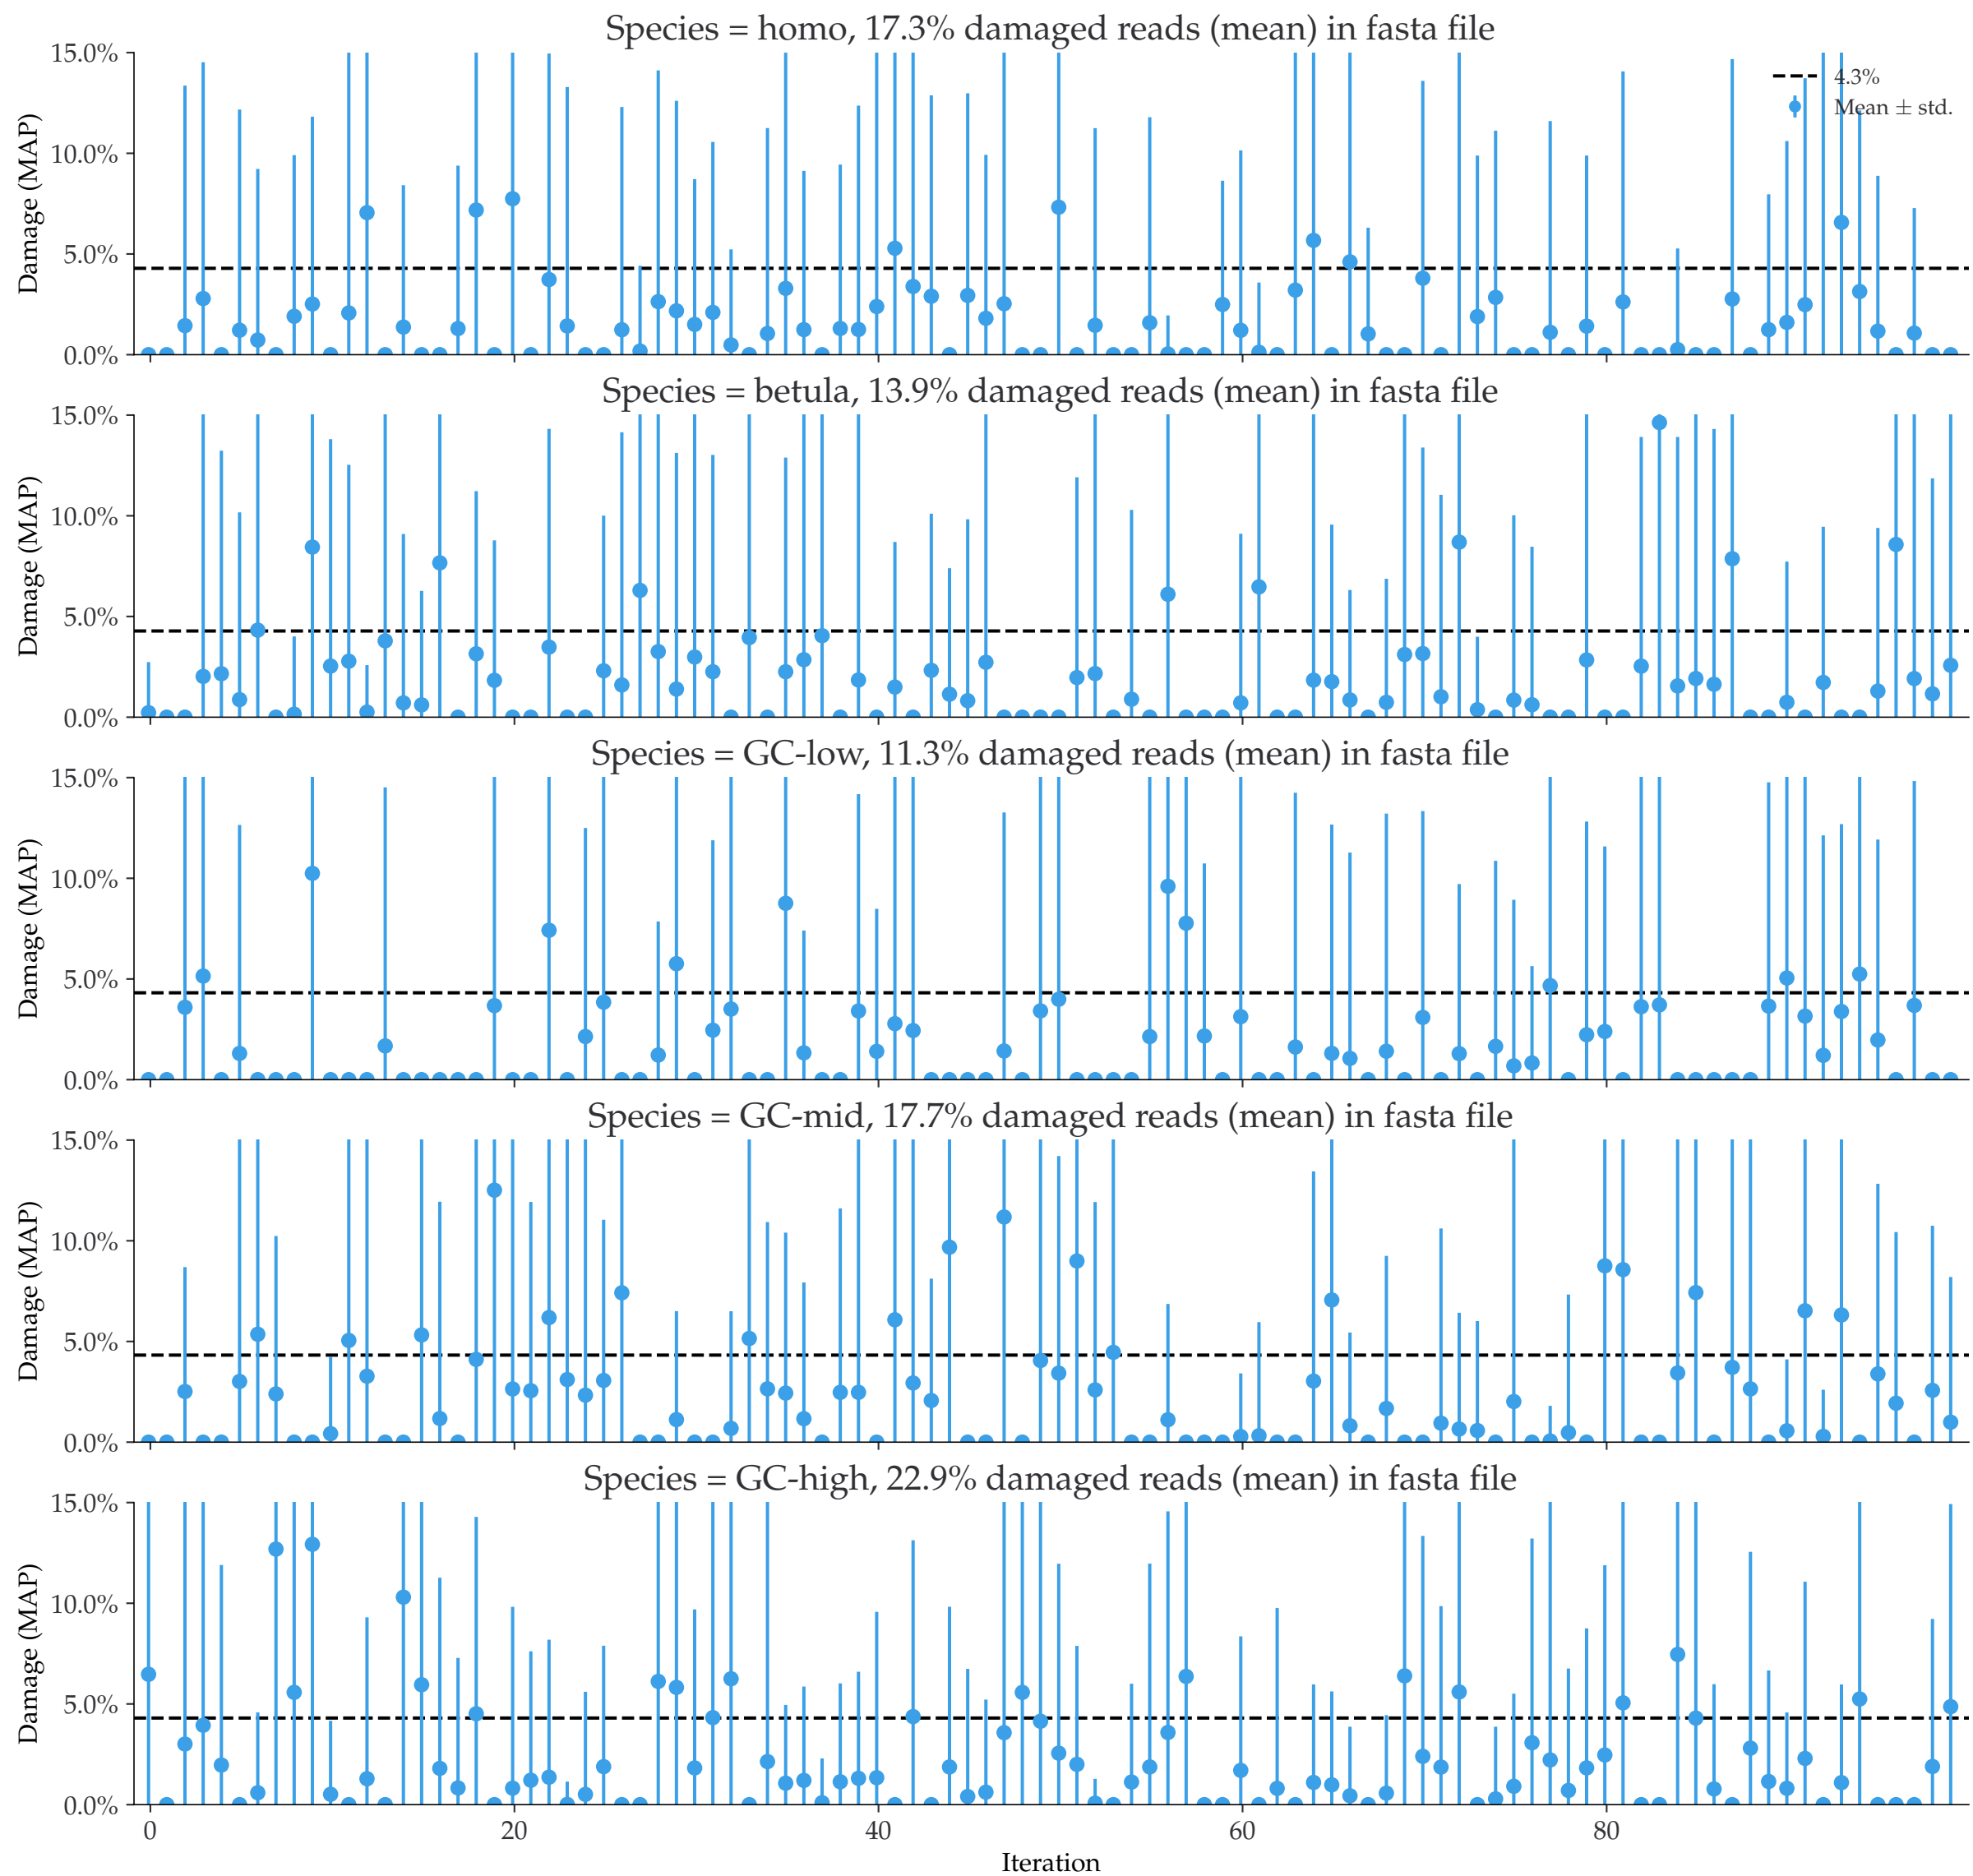 Species = homo, 17.3% damaged reads (mean) in fasta file
15.0%
10.0%
5.0%
0.0%
Damage (MAP)
4.3%
Mean ± std.
Species = betula, 13.9% damaged reads (mean) in fasta file
15.0%
10.0%
5.0%
0.0%
Damage (MAP)
Species = GC-low, 11.3% damaged reads (mean) in fasta file
15.0%
10.0%
5.0%
0.0%
Damage (MAP)
Species = GC-mid, 17.7% damaged reads (mean) in fasta file
15.0%
10.0%
5.0%
0.0%
Damage (MAP)
Species = GC-high, 22.9% damaged reads (mean) in fasta file
15.0%
10.0%
5.0%
0.0%
Damage (MAP)
0 20 40 60 80
Iteration